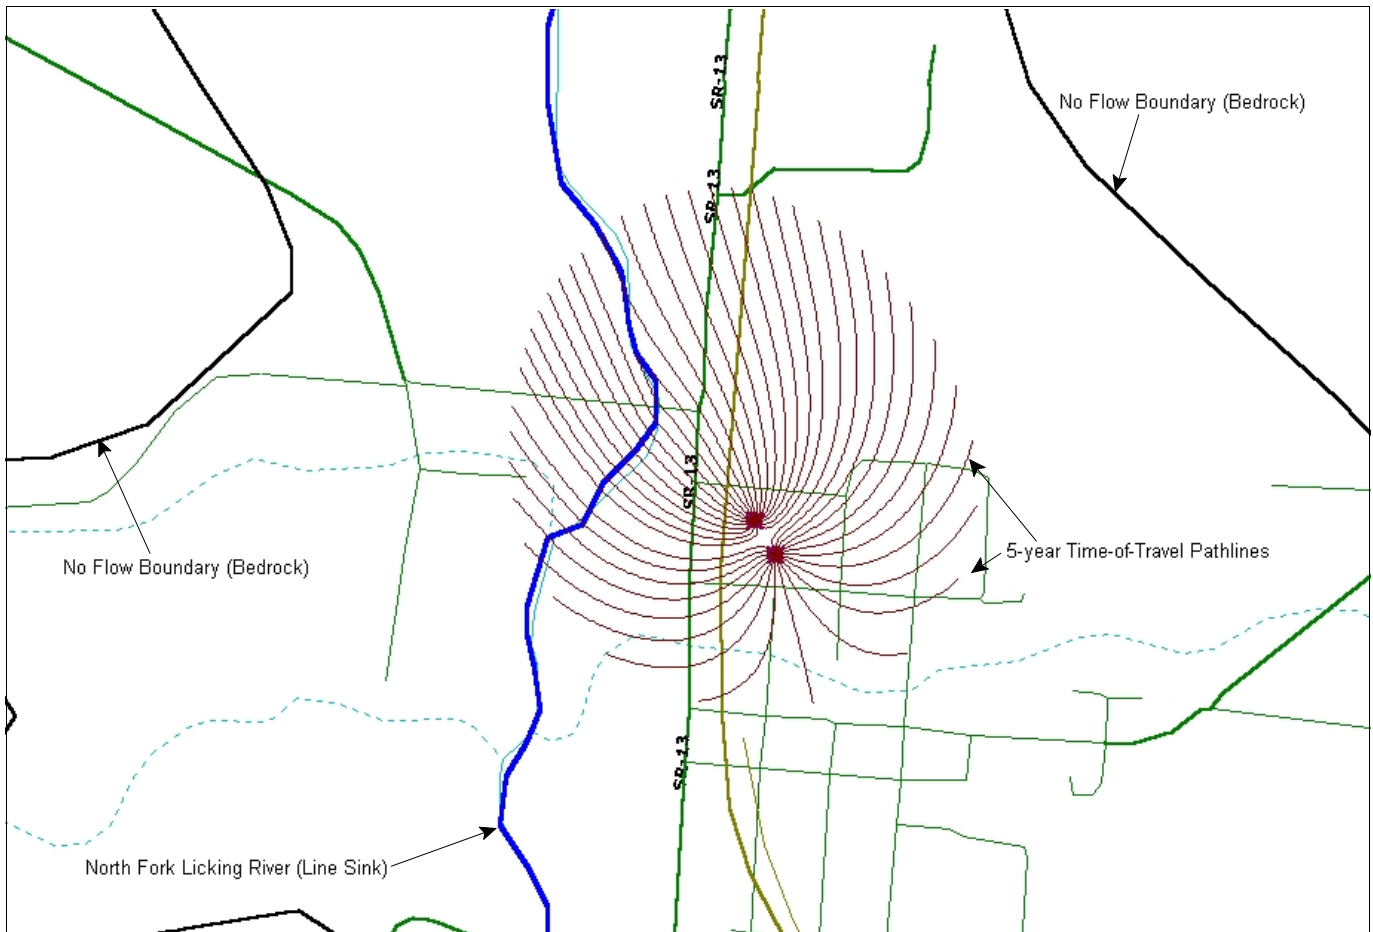 SR-13
No Flow Boundary (Bedrock)
SR-13
SR-13
5-year Time-of-Travel Pathlines
No Flow Boundary (Bedrock)
SR-13
North Fork Licking River (Line Sink)